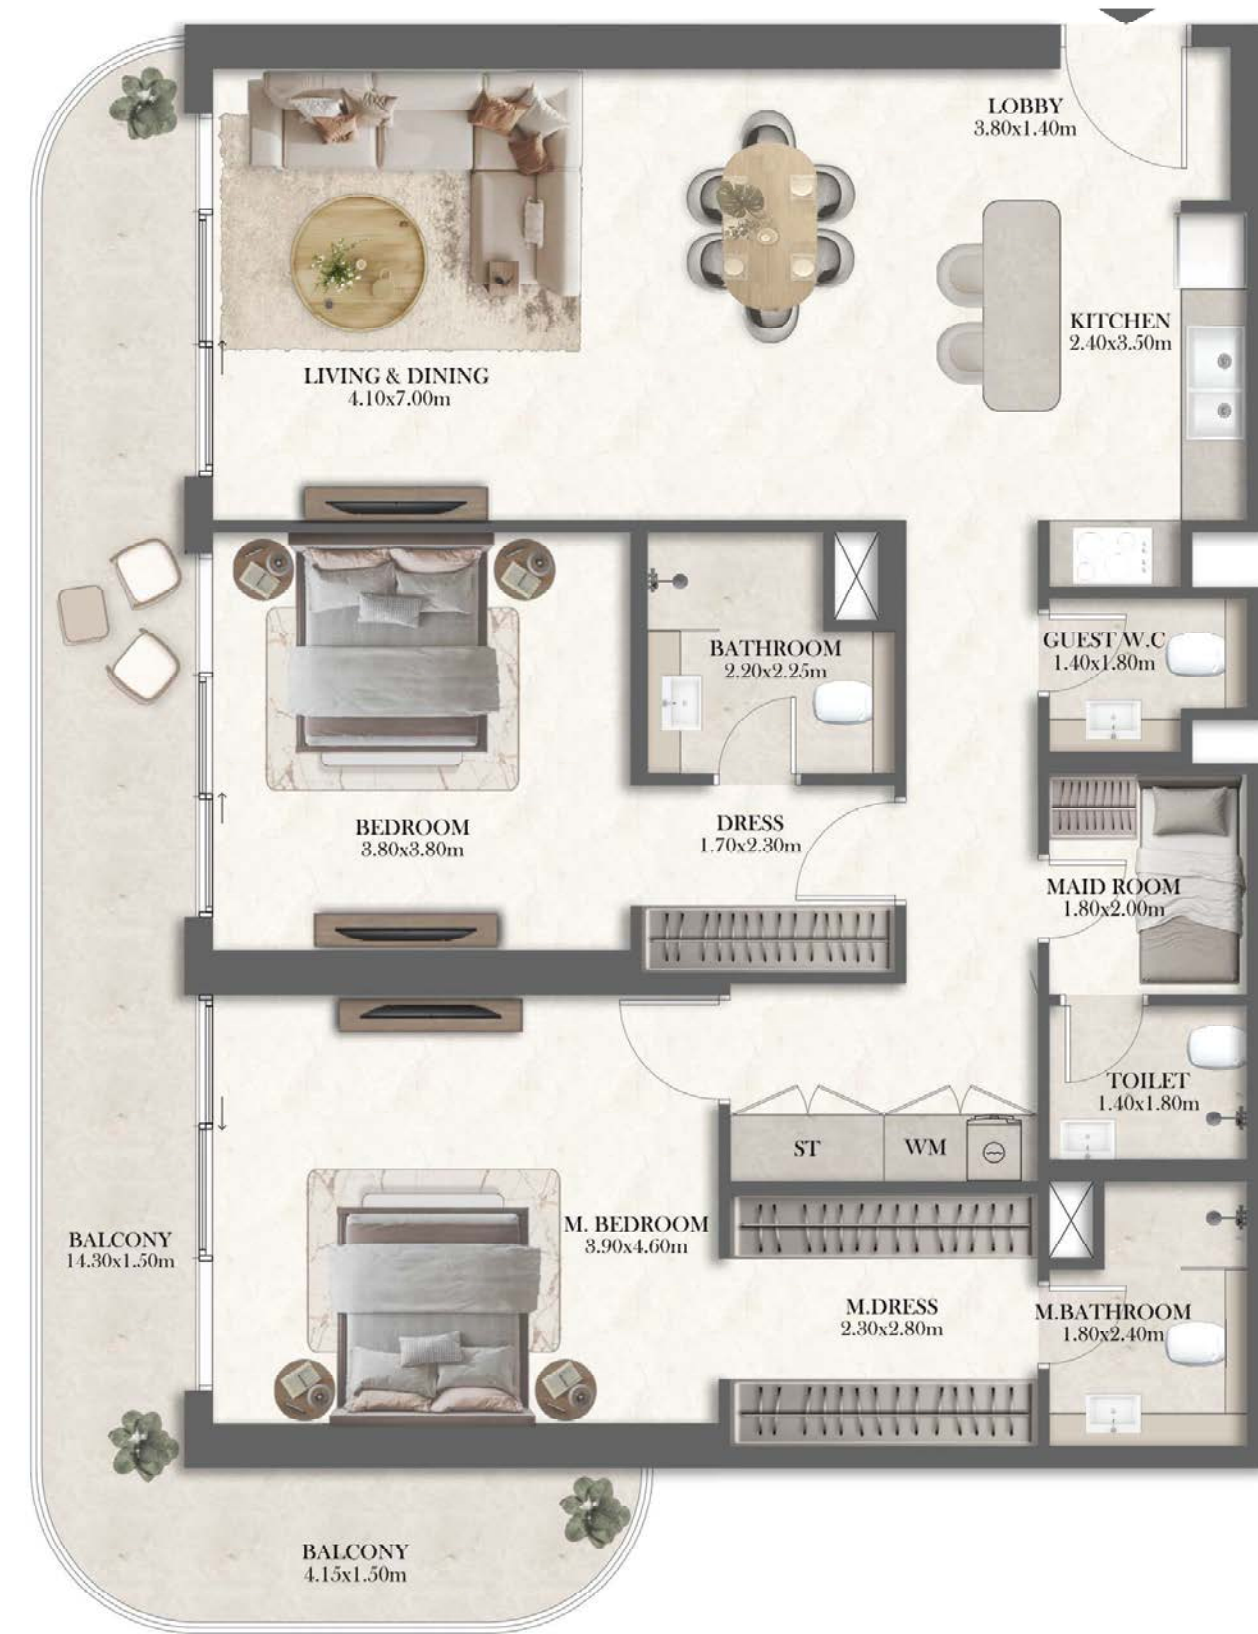 LOBBY
3.80x1.40m
KITCHEN
2.40x3.50m
LIVING & DINING
4.10x7.00m
BATHROOM
2.20x2.25m
GUEST W.C
1.40x1.80m
BEDROOM
3.80x3.80m
DRESS
1.70x2.30m
MAID ROOM
1.80x2.00m
TOILET
1.40x1.80m
ST
WM
BALCONY
14.30x1.50m
M. BEDROOM
3.90x4.60m
M.DRESS
2.30x2.80m
M.BATHROOM
1.80x2.40m
BALCONY
4.15x1.50m